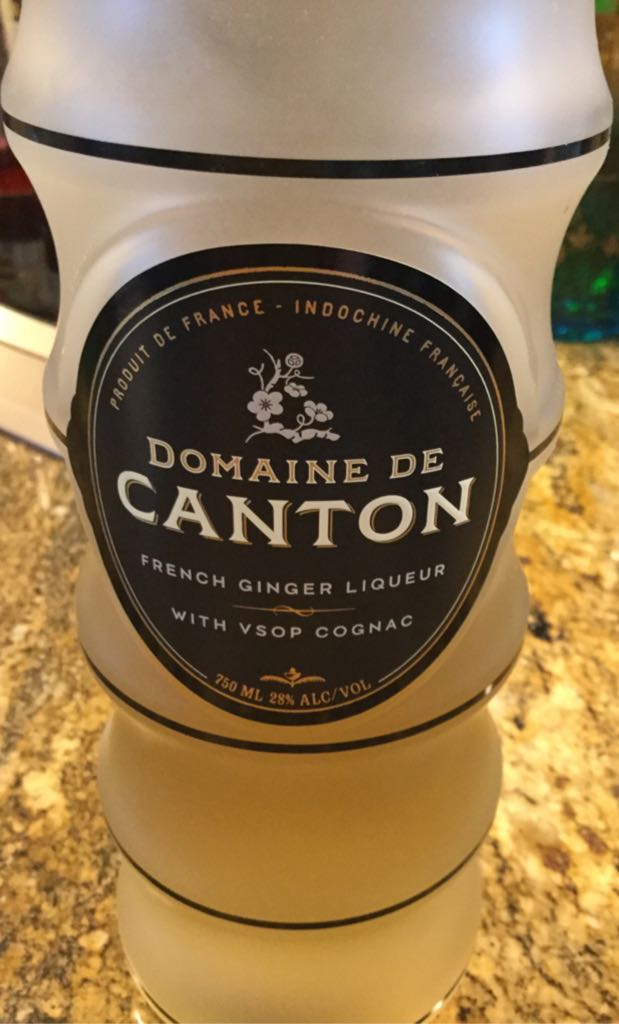 PRODUIT DE FRANCE - INDOCHINE FRANÇAISE
DOMAINE DE
CANTON
FRENCH GINGER LIQUEUR
WITH VSOP COGNAC
750 ML 28% ALC/VOL